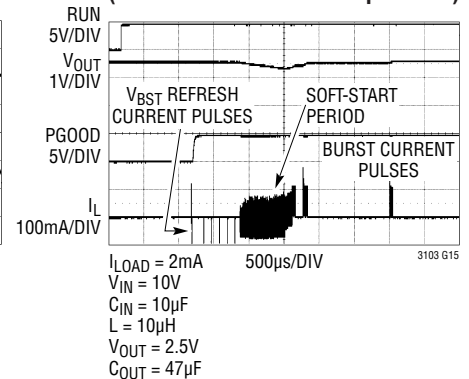 RUN
5V/DIV
VOUT
1V/DIV
VBST REFRESH
CURRENT PULSES
SOFT-START
PERIOD
PGOOD
5V/DIV
BURST CURRENT
PULSES
IL
100mA/DIV
ILOAD = 2mA
500µs/DIV
3103 G15
VIN = 10V
CIN = 10µF
L = 10µH
VOUT = 2.5V
COUT = 47µF